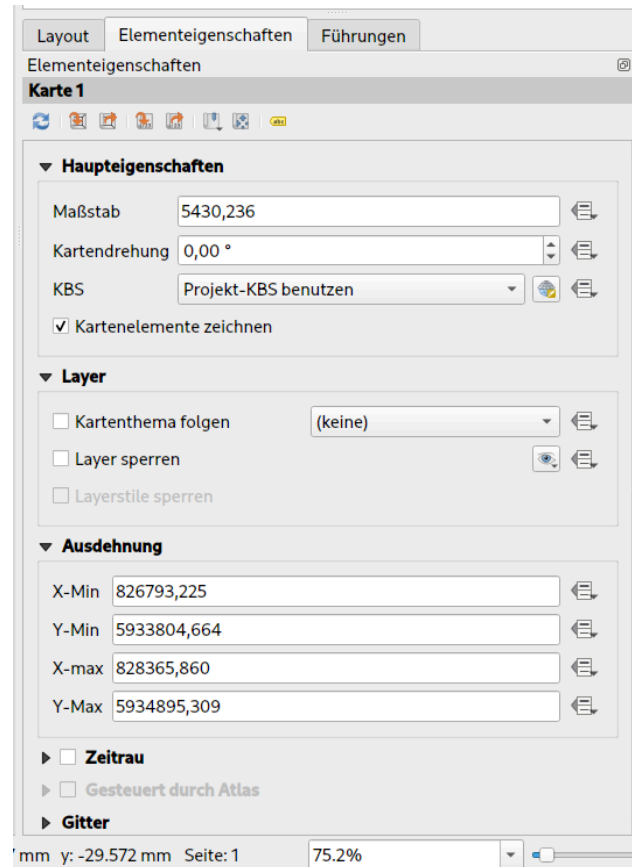 Layout Elementeigenschaften Führungen
Elementeigenschaften
Karte 1
abc
Haupteigenschaften
Maßstab 5430,236
Kartendrehung 0,00 °
KBS Projekt-KBS benutzen
Kartenelemente zeichnen
Layer
Kartenthema folgen (keine)
Layer sperren
Layerstile sperren
Ausdehnung
X-Min 826793,225
Y-Min 5933804,664
X-max 828365,860
Y-Max 5934895,309
Zeitrau
Gesteuert durch Atlas
Gitter
mm y: -29.572 mm Seite: 1 75.2%